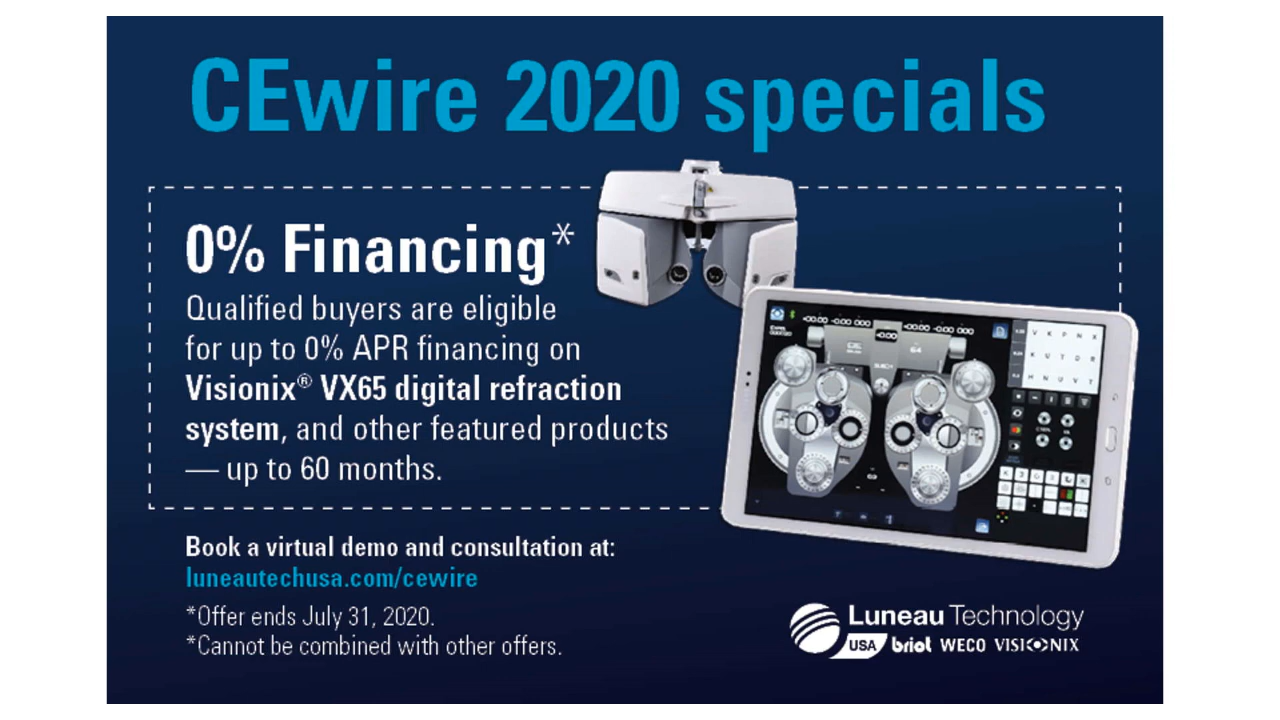 CEwire 2020 specials
0% Financing*
Qualified buyers are eligible
for up to 0% APR financing on
Visionix® VX65 digital refraction
system, and other featured products
— up to 60 months.
Book a virtual demo and consultation at:
luneautechusa.com/cewire
*Offer ends July 31, 2020.
*Cannot be combined with other offers.
Luneau Technology
USA briot WECO VISIONIX